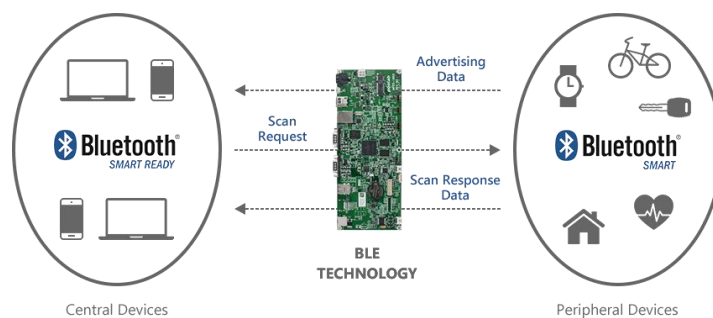 Advertising
Data
Scan
Request
Bluetooth®
SMART READY
Bluetooth®
SMART
Scan Response
Data
BLE
TECHNOLOGY
Central Devices
Peripheral Devices